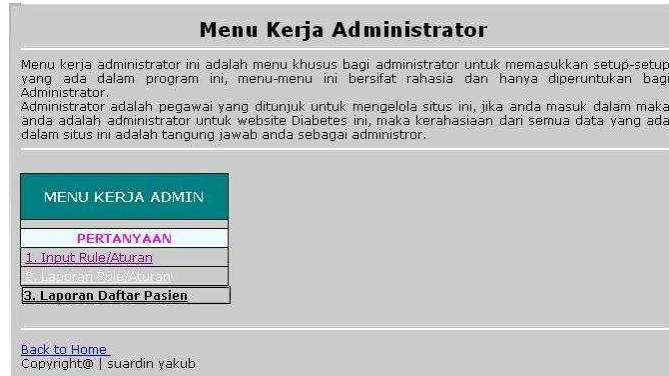 Menu Kerja Administrator
Menu kerja administrator ini adalah menu khusus bagi administrator untuk memasukkan setup-setup
yang ada dalam program ini, menu-menu ini bersifat rahasia dan hanya diperuntukan bagi
Administrator.
Administrator adalah pegawai yang ditunjuk untuk mengelola situs ini, jika anda masuk dalam maka
anda adalah administrator untuk website Diabetes ini, maka kerahasiaan dari semua data yang ada
dalam situs ini adalah tangung jawab anda sebagai administror.
MENU KERJA ADMIN
PERTANYAAN
1. Input Rule/Aturan
2. Laporan Rule/Aturan
3. Laporan Daftar Pasien
Back to Home
Copyright@ | suardin yakub